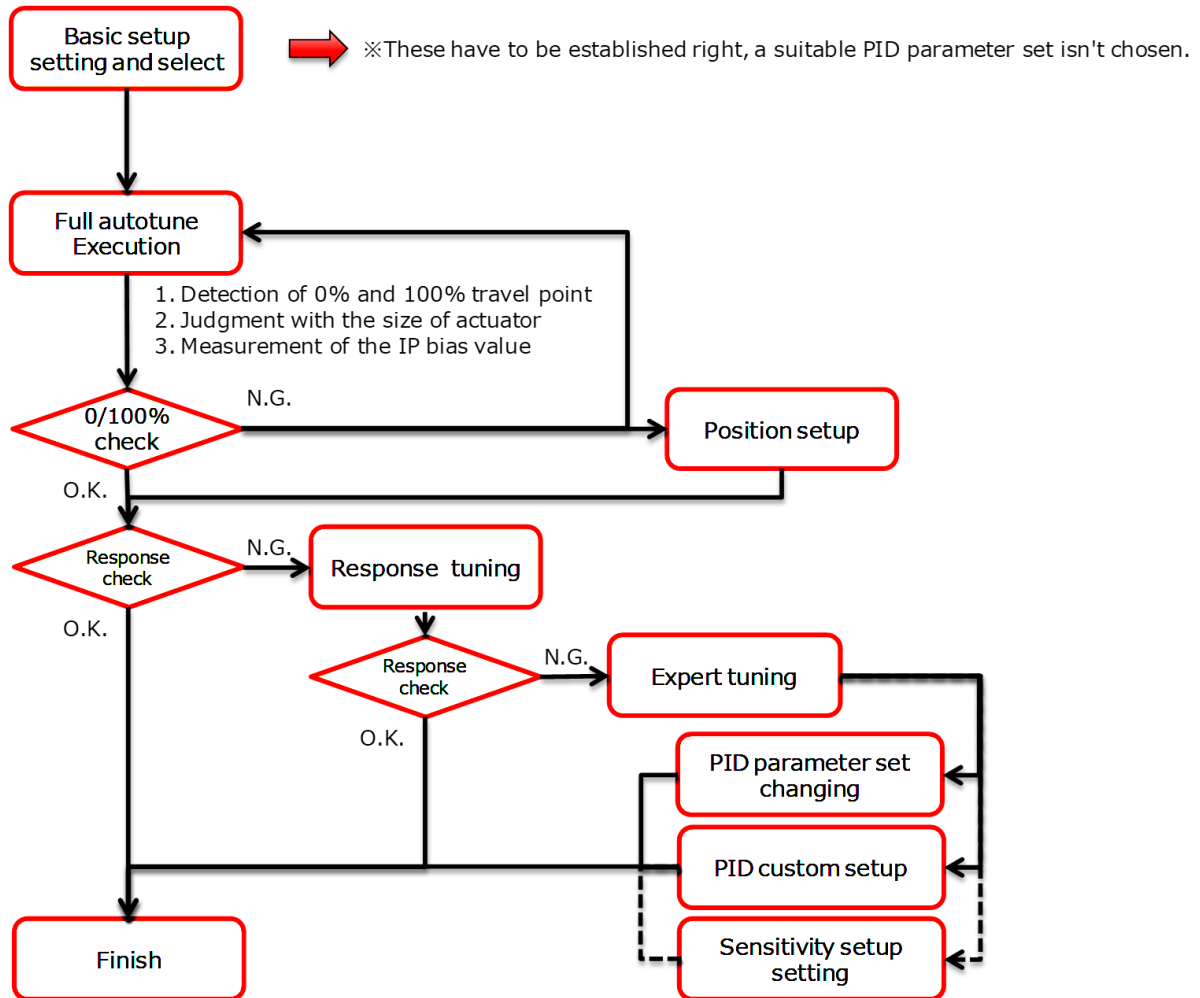 Basic setup
setting and select
※These have to be established right, a suitable PID parameter set isn't chosen.
Full autotune
Execution
1. Detection of 0% and 100% travel point
2. Judgment with the size of actuator
3. Measurement of the IP bias value
0/100%
check
N.G.
Position setup
O.K.
Response
check
N.G.
Response tuning
O.K.
Response
check
N.G.
Expert tuning
O.K.
PID parameter set
changing
PID custom setup
Sensitivity setup
setting
Finish